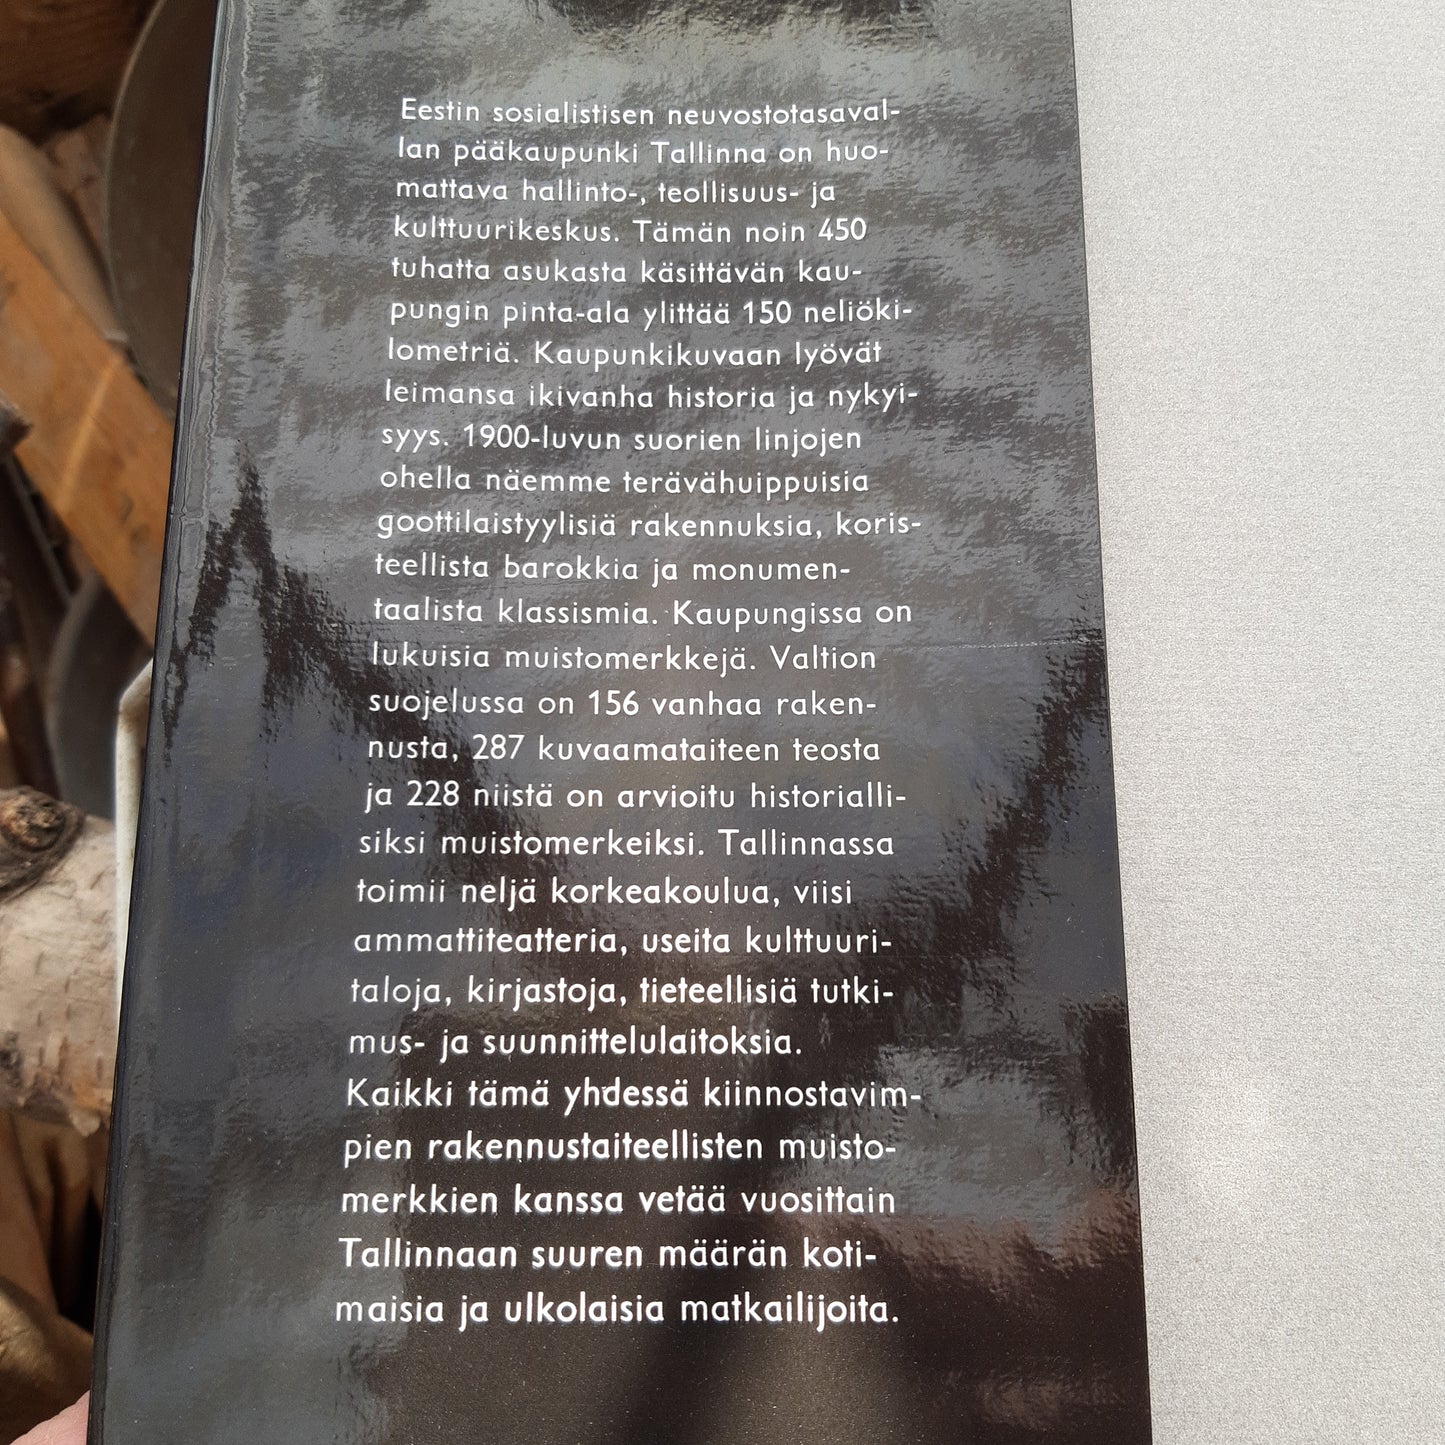 Eestin sosialistisen neuvostotasaval-
lan pääkaupunki Tallinna on huo-
mattava hallinto-, teollisuus- ja
kulttuurikeskus. Tämän noin 450
tuhatta asukasta käsittävän kau-
pungin pinta-ala ylittää 150 neliöki-
lometriä. Kaupunkikuvaan lyövät
leimansa ikivanha historia ja nykyi-
syys. 1900-luvun suorien linjojen
ohella näemme terävähuippuisia
goottilaistyylisiä rakennuksia, koris-
teellista barokkia ja monumen-
taalista klassismia. Kaupungissa on
lukuisia muistomerkkejä. Valtion
suojelussa on 156 vanhaa raken-
nusta, 287 kuvaamataiteen teosta
ja 228 niistä on arvioitu historialli-
siksi muistomerkeiksi. Tallinnassa
toimii neljä korkeakoulua, viisi
ammattiteatteria, useita kulttuuri-
taloja, kirjastoja, tieteellisiä tutki-
mus- ja suunnittelulaitoksia.
Kaikki tämä yhdessä kiinnostavim-
pien rakennustaiteellisten muisto-
merkkien kanssa vetää vuosittain
Tallinnaan suuren määrän koti-
maisia ja ulkolaisia matkailijoita.